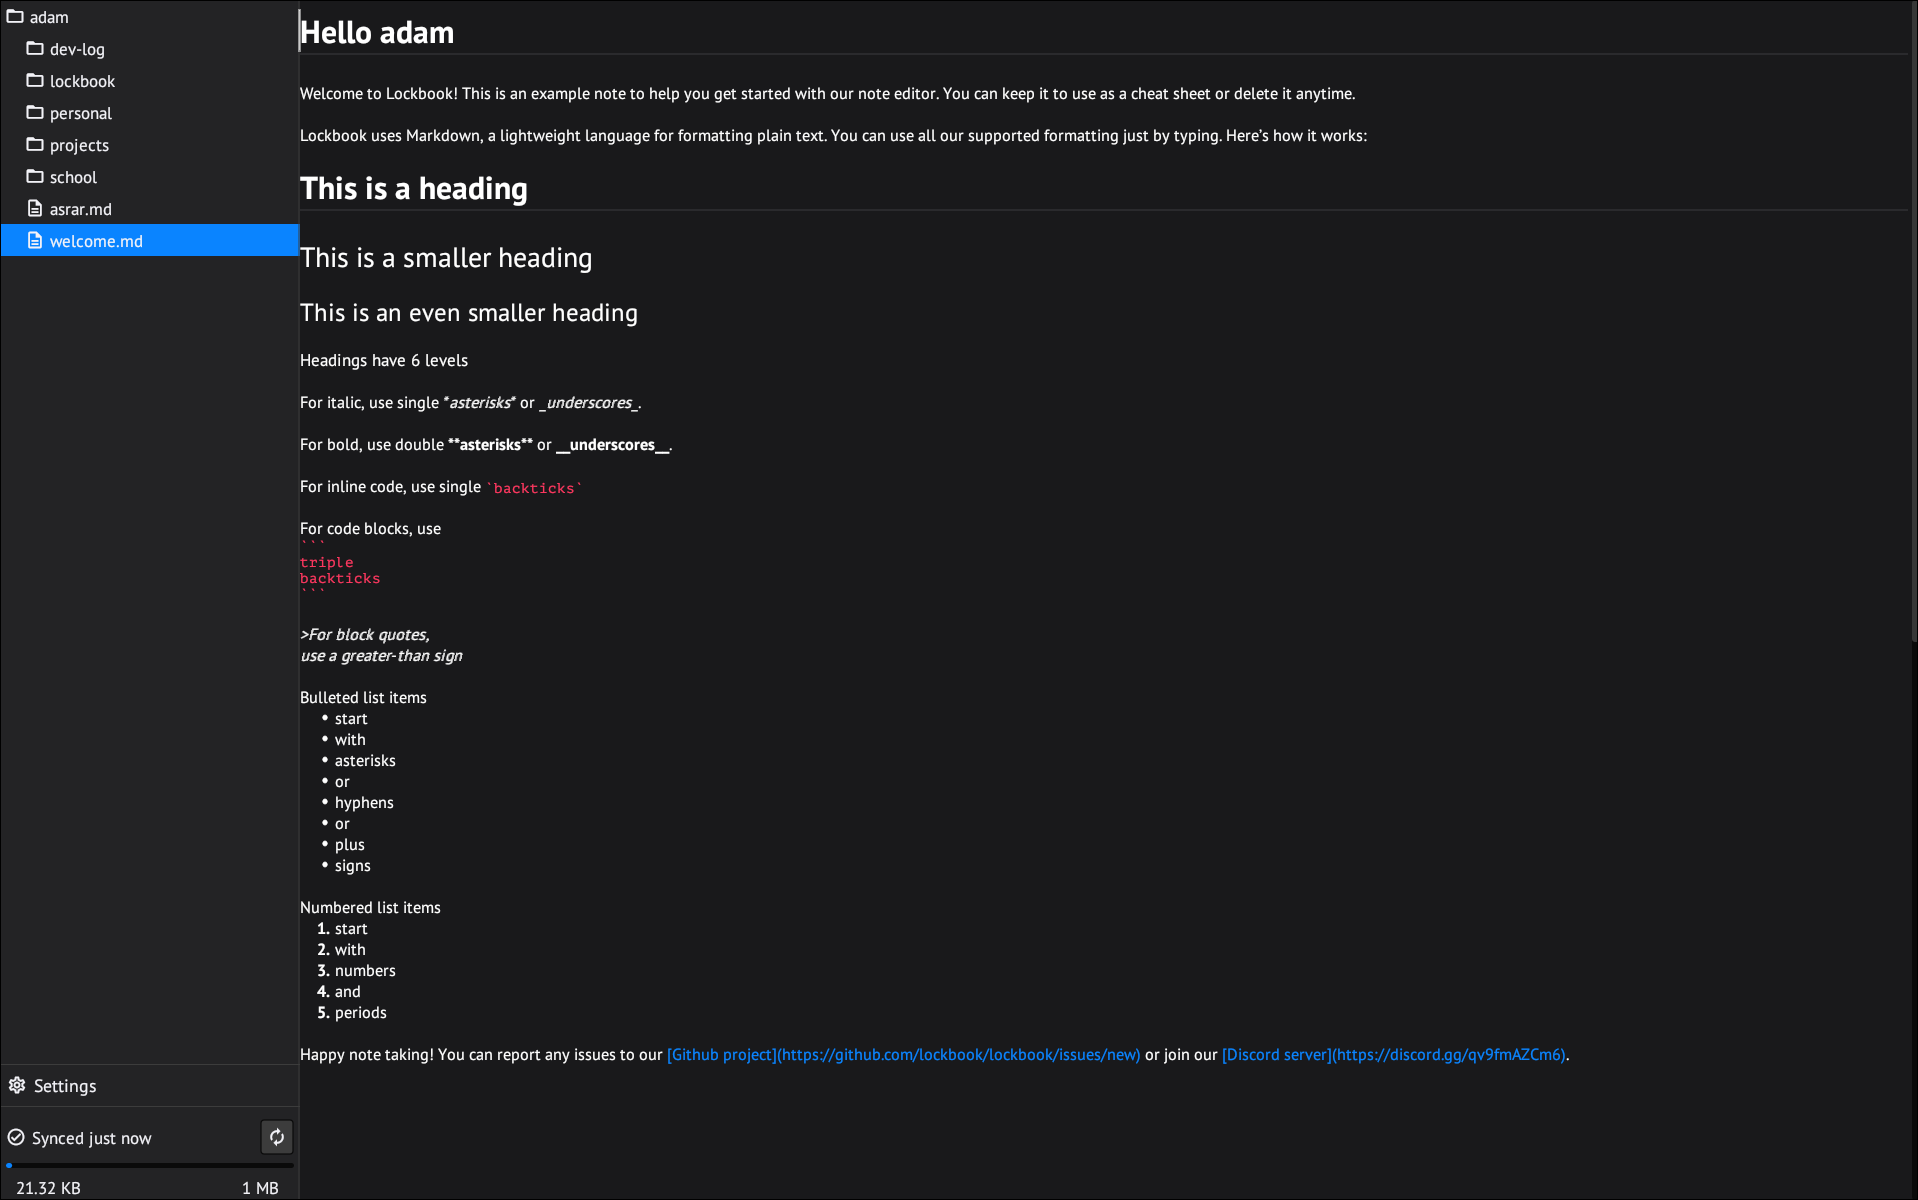 adam
dev-log
lockbook
personal
projects
school
asrar.md
welcome.md
Settings
Synced just now
21.32 KB 1 MB
Hello adam
Welcome to Lockbook! This is an example note to help you get started with our note editor. You can keep it to use as a cheat sheet or delete it anytime.
Lockbook uses Markdown, a lightweight language for formatting plain text. You can use all our supported formatting just by typing. Here's how it works:
This is a heading
This is a smaller heading
This is an even smaller heading
Headings have 6 levels
For italic, use single *asterisks* or _underscores_.
For bold, use double **asterisks** or __underscores__.
For inline code, use single `backticks`
For code blocks, use
```
triple
backticks
```
>For block quotes,
use a greater-than sign
Bulleted list items
• start
• with
• asterisks
• or
• hyphens
• or
• plus
• signs
Numbered list items
1. start
2. with
3. numbers
4. and
5. periods
Happy note taking! You can report any issues to our [Github project](https://github.com/lockbook/lockbook/issues/new) or join our [Discord server](https://discord.gg/qv9fmAZCm6).